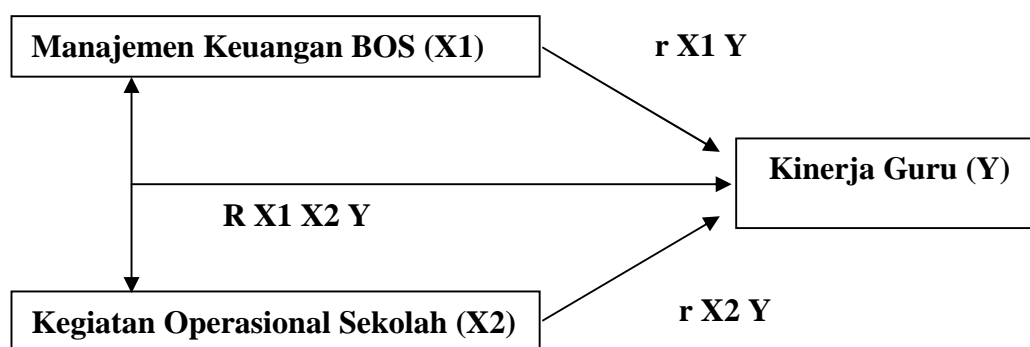 Manajemen Keuangan BOS (X1)
r X1 Y
Kinerja Guru (Y)
R X1 X2 Y
Kegiatan Operasional Sekolah (X2)
r X2 Y